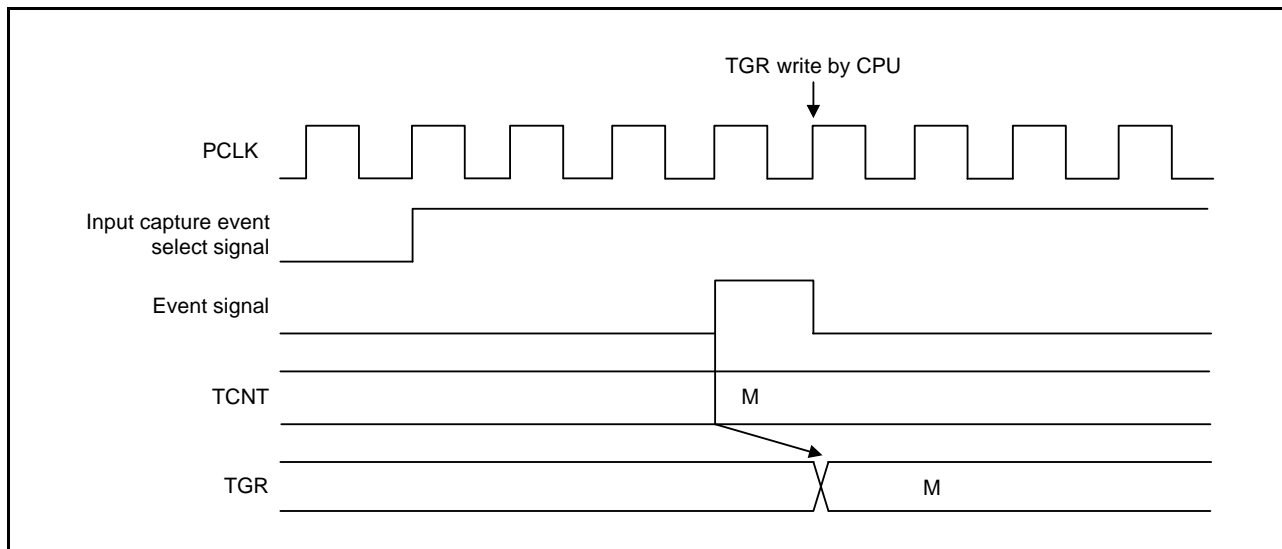 TGR write by CPU
PCLK
Input capture event
select signal
Event signal
TCNT
M
TGR
M